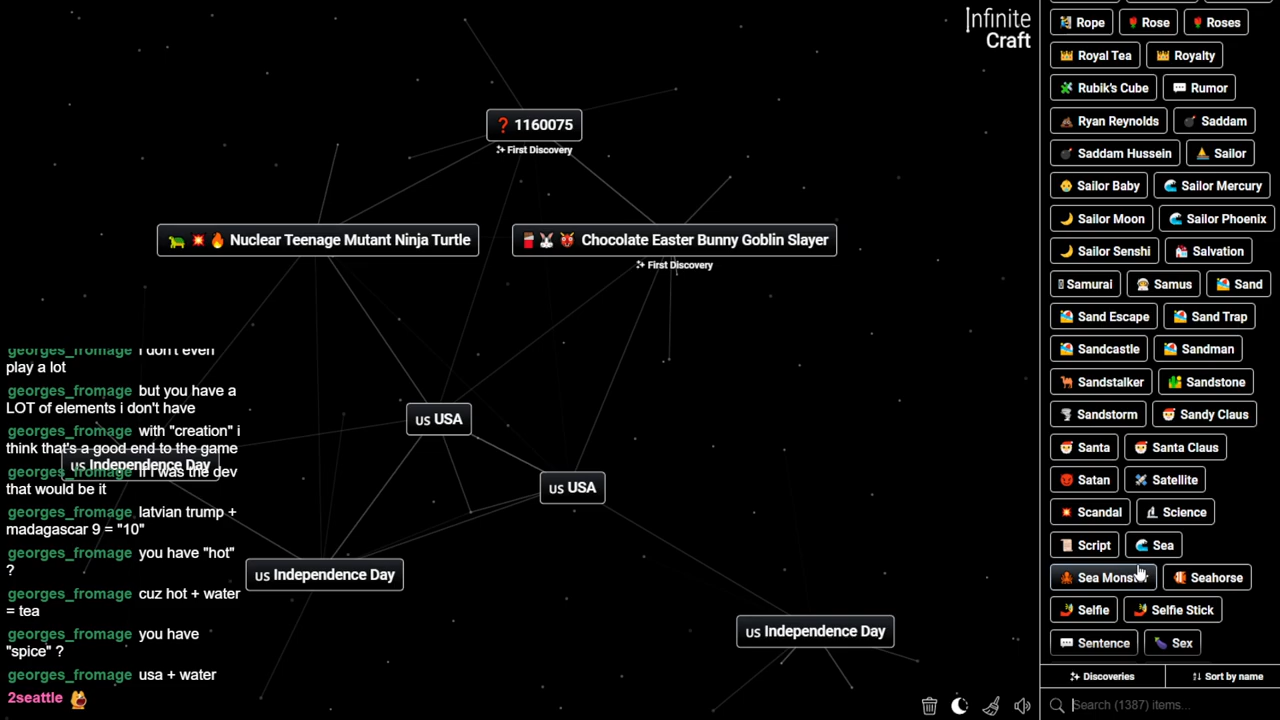 Infinite
Craft
1160075
First Discovery
Nuclear Teenage Mutant Ninja Turtle
Chocolate Easter Bunny Goblin Slayer
First Discovery
US USA
US USA
US Independence Day
US Independence Day
US Independence Day
georges_fromage i don't even
play a lot
georges_fromage but you have a
LOT of elements i don't have
georges_fromage with "creation" i
think that's a good end to the game
georges_fromage if i was the dev
that would be it
georges_fromage latvian trump +
madagascar 9 = "10"
georges_fromage you have "hot"
?
georges_fromage cuz hot + water
= tea
georges_fromage you have
"spice" ?
georges_fromage usa + water
2seattle
Rope Rose Roses
Royal Tea Royalty
Rubik's Cube Rumor
Ryan Reynolds Saddam
Saddam Hussein Sailor
Sailor Baby Sailor Mercury
Sailor Moon Sailor Phoenix
Sailor Senshi Salvation
Samurai Samus Sand
Sand Escape Sand Trap
Sandcastle Sandman
Sandstalker Sandstone
Sandstorm Sandy Claus
Santa Santa Claus
Satan Satellite
Scandal Science
Script Sea
Sea Monst Seahorse
Selfie Selfie Stick
Sentence Sex
Discoveries Sort by name
Search (1387) items...